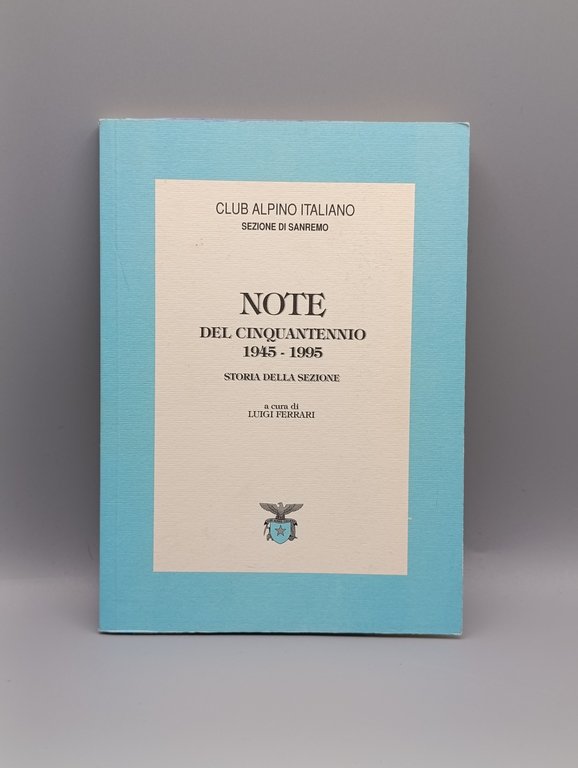 CLUB ALPINO ITALIANO
SEZIONE DI SANREMO
NOTE
DEL CINQUANTENNIO
1945 - 1995
STORIA DELLA SEZIONE
a cura di
LUIGI FERRARI